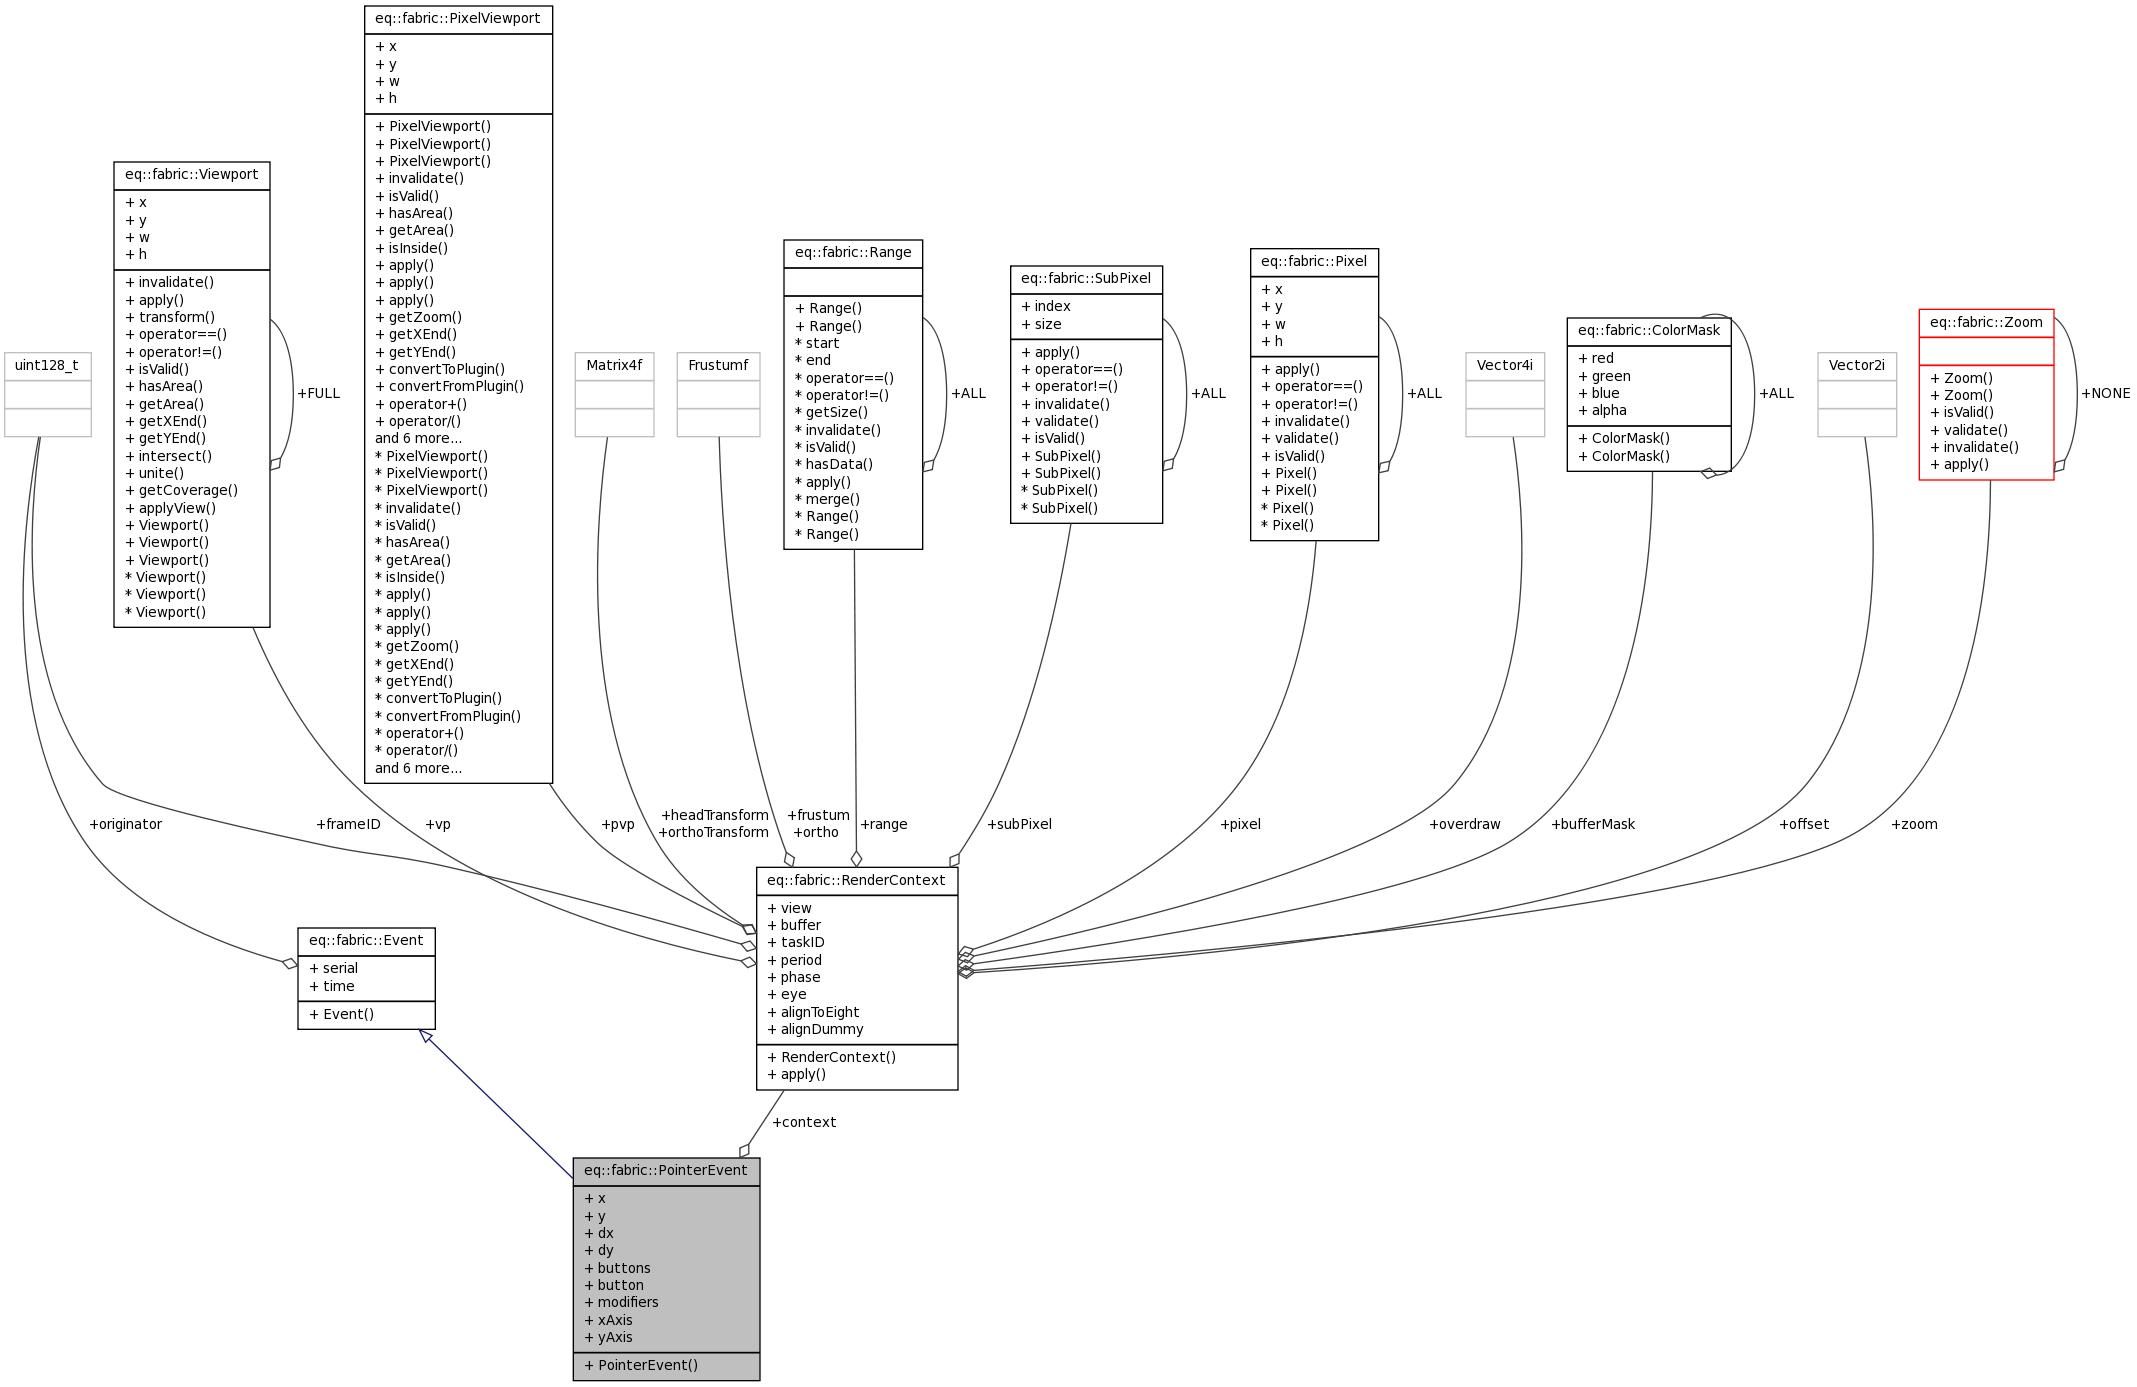 eq::fabric::PixelViewport
+ x
+ y
+ w
+ h
+ PixelViewport()
+ PixelViewport()
+ PixelViewport()
+ invalidate()
+ isValid()
+ hasArea()
+ getArea()
+ isInside()
+ apply()
+ apply()
+ apply()
+ getZoom()
+ getXEnd()
+ getYEnd()
+ convertToPlugin()
+ convertFromPlugin()
+ operator+()
+ operator/()
and 6 more...
* PixelViewport()
* PixelViewport()
* PixelViewport()
* invalidate()
* isValid()
* hasArea()
* getArea()
* isInside()
* apply()
* apply()
* apply()
* getZoom()
* getXEnd()
* getYEnd()
* convertToPlugin()
* convertFromPlugin()
* operator+()
* operator/()
and 6 more...
eq::fabric::Viewport
+ x
+ y
+ w
+ h
+ invalidate()
+ apply()
+ transform()
+ operator==()
+ operator!=()
+ isValid()
+ hasArea()
+ getArea()
+ getXEnd()
+ getYEnd()
+ intersect()
+ unite()
+ getCoverage()
+ applyView()
+ Viewport()
+ Viewport()
+ Viewport()
* Viewport()
* Viewport()
* Viewport()
+FULL
uint128_t
Matrix4f
Frustumf
eq::fabric::Range
+ Range()
+ Range()
* start
* end
* operator==()
* operator!=()
* getSize()
* invalidate()
* isValid()
* hasData()
* apply()
* merge()
* Range()
* Range()
+ALL
eq::fabric::SubPixel
+ index
+ size
+ apply()
+ operator==()
+ operator!=()
+ invalidate()
+ validate()
+ isValid()
+ SubPixel()
+ SubPixel()
* SubPixel()
* SubPixel()
+ALL
eq::fabric::Pixel
+ x
+ y
+ w
+ h
+ apply()
+ operator==()
+ operator!=()
+ invalidate()
+ validate()
+ isValid()
+ Pixel()
+ Pixel()
* Pixel()
* Pixel()
+ALL
Vector4i
eq::fabric::ColorMask
+ red
+ green
+ blue
+ alpha
+ ColorMask()
+ ColorMask()
+ALL
Vector2i
eq::fabric::Zoom
+ Zoom()
+ Zoom()
+ isValid()
+ validate()
+ invalidate()
+ apply()
+NONE
+originator
+frameID
+vp
+pvp
+headTransform
+orthoTransform
+frustum
+ortho
+range
+subPixel
+pixel
+overdraw
+bufferMask
+offset
+zoom
eq::fabric::RenderContext
+ view
+ buffer
+ taskID
+ period
+ phase
+ eye
+ alignToEight
+ alignDummy
+ RenderContext()
+ apply()
eq::fabric::Event
+ serial
+ time
+ Event()
+context
eq::fabric::PointerEvent
+ x
+ y
+ dx
+ dy
+ buttons
+ button
+ modifiers
+ xAxis
+ yAxis
+ PointerEvent()